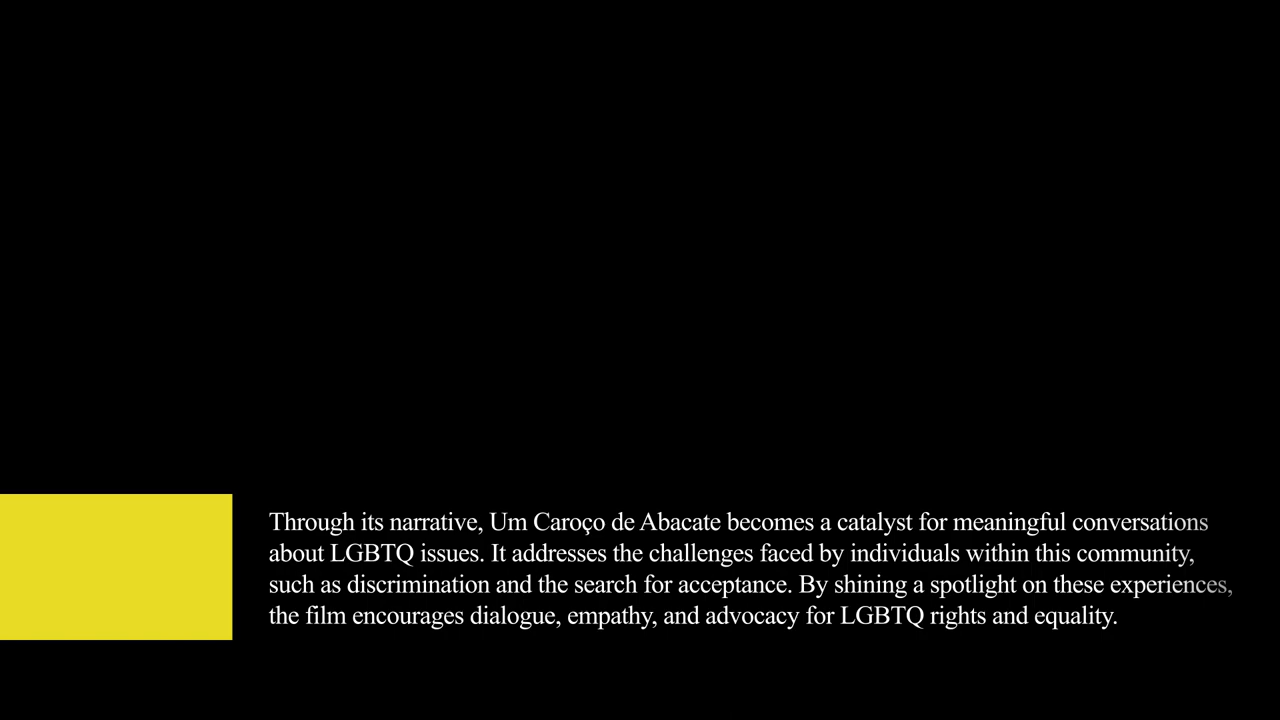 Through its narrative, Um Caroço de Abacate becomes a catalyst for meaningful conversations
about LGBTQ issues. It addresses the challenges faced by individuals within this community,
such as discrimination and the search for acceptance. By shining a spotlight on these experiences,
the film encourages dialogue, empathy, and advocacy for LGBTQ rights and equality.